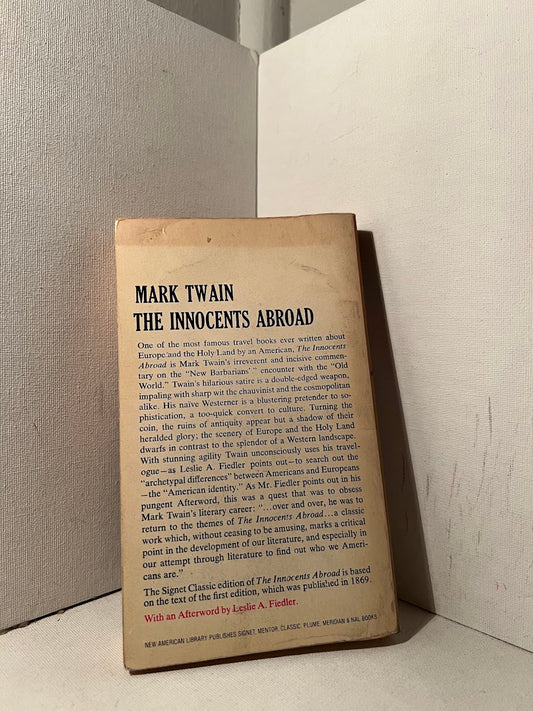 MARK TWAIN
THE INNOCENTS ABROAD
One of the most famous travel books ever written about
Europe and the Holy Land by an American, The Innocents
Abroad is Mark Twain's irreverent and incisive commen-
tary on the "New Barbarians'" encounter with the "Old
World." Twain's hilarious satire is a double-edged weapon,
impaling with sharp wit the chauvinist and the cosmopolitan
alike. His naïve Westerner is a blustering pretender to so-
phistication, a too-quick convert to culture. Turning the
coin, the ruins of antiquity appear but a shadow of their
heralded glory; the scenery of Europe and the Holy Land
dwarfs in contrast to the splendor of a Western landscape.
With stunning agility Twain unconsciously uses his travel-
ogue—as Leslie A. Fiedler points out—to search out the
"archetypal differences" between Americans and Europeans
—the "American identity." As Mr. Fiedler points out in his
pungent Afterword, this was a quest that was to obsess
Mark Twain's literary career: "...over and over, he was to
return to the themes of The Innocents Abroad...a classic
work which, without ceasing to be amusing, marks a critical
point in the development of our literature, and especially in
our attempt through literature to find out who we Ameri-
cans are."
The Signet Classic edition of The Innocents Abroad is based
on the text of the first edition, which was published in 1869.
With an Afterword by Leslie A. Fiedler.
NEW AMERICAN LIBRARY PUBLISHES SIGNET, MENTOR, CLASSIC, PLUME, MERIDIAN & NAL BOOKS